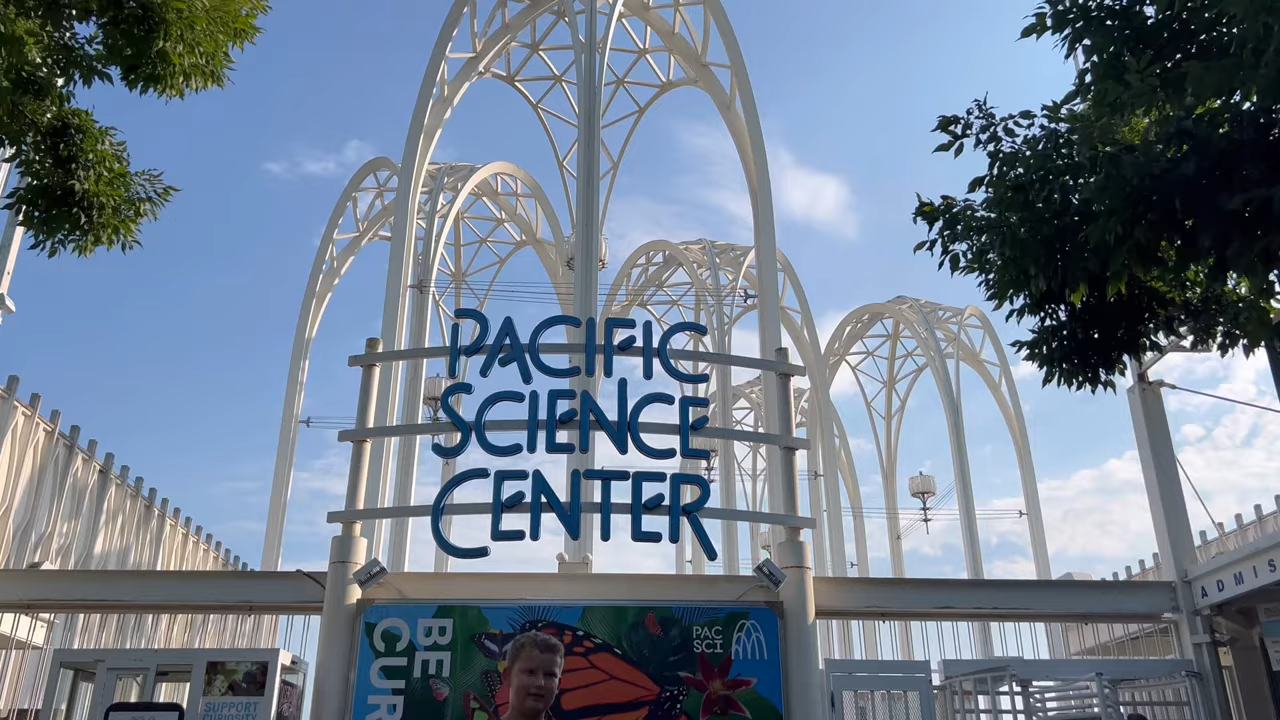 PACIFIC
SCIENCE
CENTER
ADMIS
BE
CUR
PAC
SCI
SUPPORT
CURIOSITY